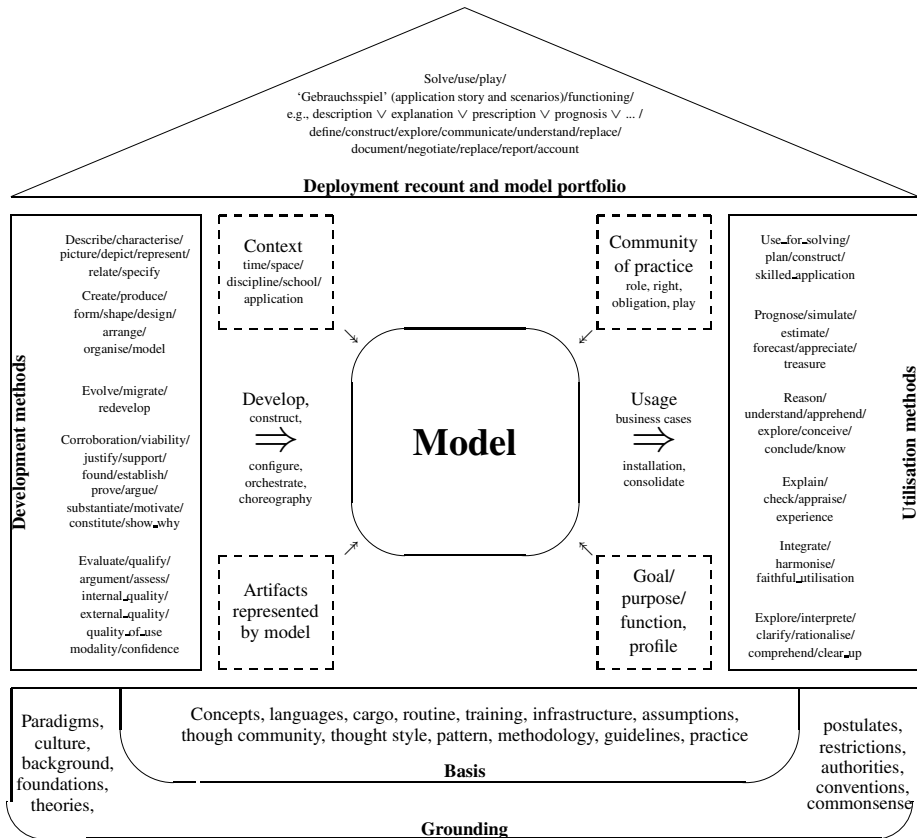 Solve/use/play/
‘Gebrauchsspiel’ (application story and scenarios)/functioning/
e.g., description ∨ explanation ∨ prescription ∨ prognosis ∨ ... /
define/construct/explore/communicate/understand/replace/
document/negotiate/replace/report/account
Deployment recount and model portfolio
Development methods
Describe/characterise/
picture/depict/represent/
relate/specify
Create/produce/
form/shape/design/
arrange/
organise/model
Evolve/migrate/
redevelop
Corroboration/viability/
justify/support/
found/establish/
prove/argue/
substantiate/motivate/
constitute/show_why
Evaluate/qualify/
argument/assess/
internal_quality/
external_quality/
quality_of_use
modality/confidence
Context
time/space/
discipline/school/
application
Develop,
construct,
⇒
configure,
orchestrate,
choreography
Artifacts
represented
by model
Model
Community
of practice
role, right,
obligation, play
Usage
business cases
⇒
installation,
consolidate
Goal/
purpose/
function,
profile
Use_for_solving/
plan/construct/
skilled_application
Prognose/simulate/
estimate/
forecast/appreciate/
treasure
Reason/
understand/apprehend/
explore/conceive/
conclude/know
Explain/
check/appraise/
experience
Integrate/
harmonise/
faithful_utilisation
Explore/interprete/
clarify/rationalise/
comprehend/clear_up
Utilisation methods
Paradigms,
culture,
background,
foundations,
theories,
Concepts, languages, cargo, routine, training, infrastructure, assumptions,
though community, thought style, pattern, methodology, guidelines, practice
Basis
postulates,
restrictions,
authorities,
conventions,
commonsense
Grounding